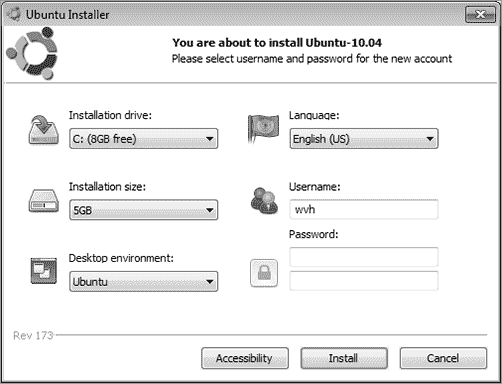 Ubuntu Installer
You are about to install Ubuntu-10.04
Please select username and password for the new account
Installation drive:
C: (8GB free)
Language:
English (US)
Installation size:
5GB
Username:
wvh
Password:
Desktop environment:
Ubuntu
Rev 173
Accessibility
Install
Cancel